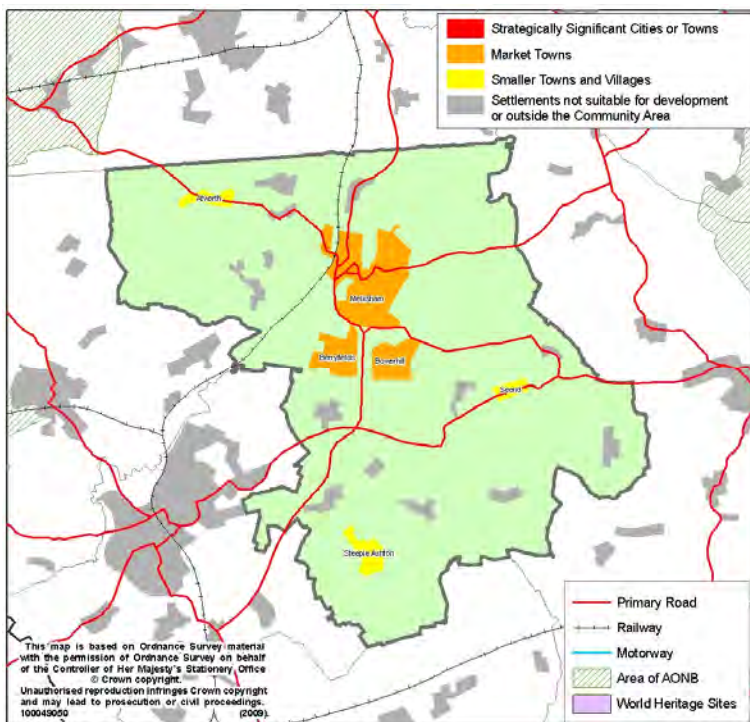 Strategically Significant Cities or Towns
Market Towns
Smaller Towns and Villages
Settlements not suitable for development
or outside the Community Area
Atworth
Melksham
Berryfields
Bowerhill
Seend
Steeple Ashton
Primary Road
Railway
Motorway
Area of AONB
World Heritage Sites
This map is based on Ordnance Survey material
with the permission of Ordnance Survey on behalf
of the Controller of Her Majesty's Stationery Office
© Crown copyright.
Unauthorised reproduction infringes Crown copyright
and may lead to prosecution or civil proceedings.
100049050 (2009)